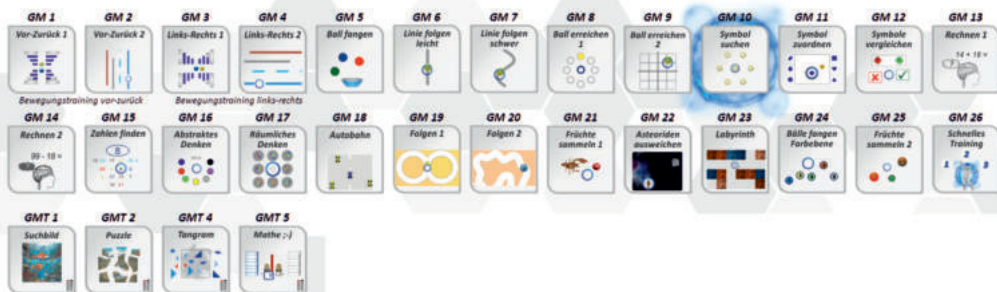 GM 1 GM 2 GM 3 GM 4 GM 5 GM 6 GM 7 GM 8 GM 9 GM 10 GM 11 GM 12 GM 13
Vor-Zurück 1
Vor-Zurück 2
Links-Rechts 1
Links-Rechts 2
Ball fangen
Linie folgen
leicht
Linie folgen
schwer
Ball erreichen
1
Ball erreichen
2
Symbol
suchen
Symbol
zuordnen
Symbole
vergleichen
Rechnen 1
14 + 18 =
Bewegungstraining vor-zurück Bewegungstraining links-rechts
GM 14 GM 15 GM 16 GM 17 GM 18 GM 19 GM 20 GM 21 GM 22 GM 23 GM 24 GM 25 GM 26
Rechnen 2
99 - 18 =
Zahlen finden
8
Abstraktes
Denken
Räumliches
Denken
Autobahn
Folgen 1
Folgen 2
Früchte
sammeln 1
Asteoriden
ausweichen
Labyrinth
Bälle fangen
Farbebene
Früchte
sammeln 2
Schnelles
Training
1 2 3
GMT 1 GMT 2 GMT 4 GMT 5
Suchbild
Puzzle
Tangram
Mathe ;-)